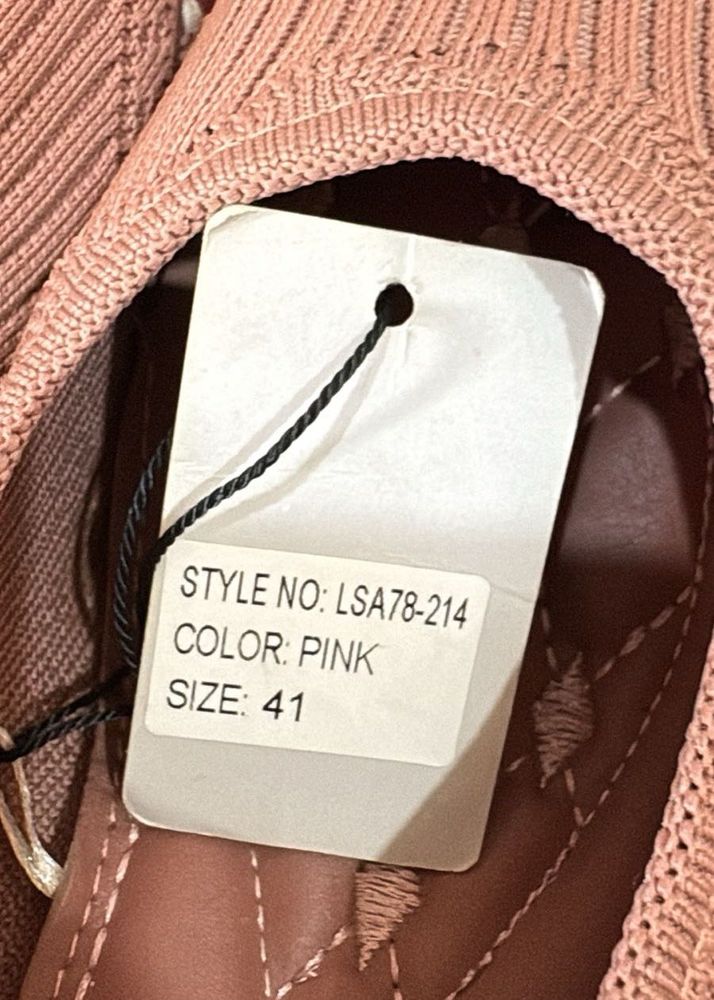 STYLE NO: LSA78-214
COLOR: PINK
SIZE: 41